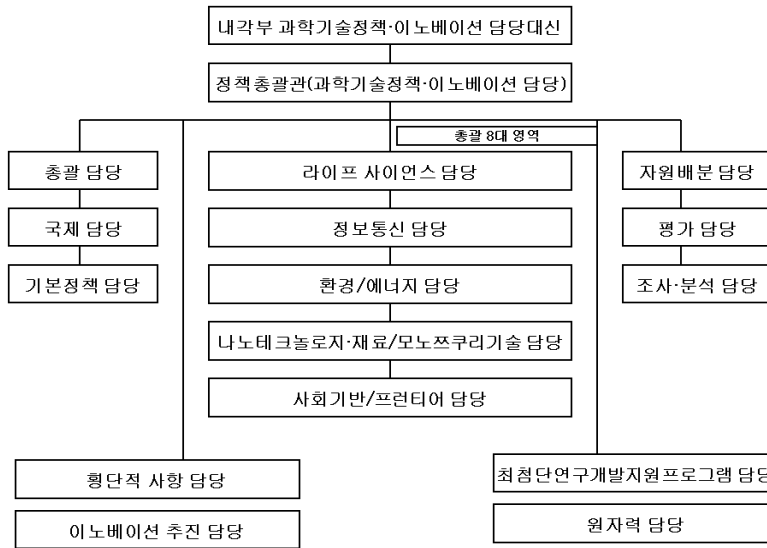 내각부 과학기술정책·이노베이션 담당대신
정책총괄관(과학기술정책·이노베이션 담당)
총괄 8대 영역
총괄 담당
라이프 사이언스 담당
자원배분 담당
국제 담당
정보통신 담당
평가 담당
기본정책 담당
환경/에너지 담당
조사·분석 담당
나노테크놀로지·재료/모노쯔쿠리기술 담당
사회기반/프런티어 담당
횡단적 사항 담당
최첨단연구개발지원프로그램 담당
이노베이션 추진 담당
원자력 담당